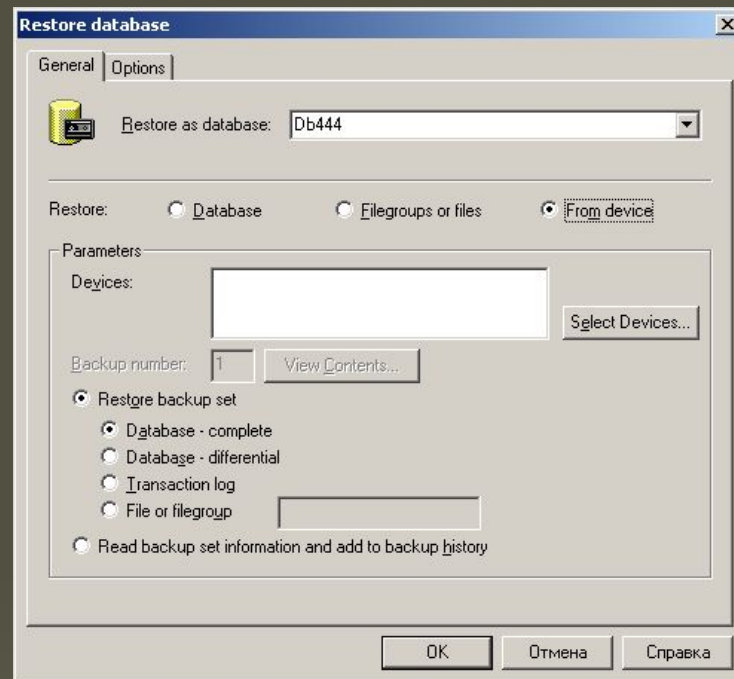 Restore database
General Options
Restore as database: Db444
Restore: Database Filegroups or files From device
Parameters
Devices:
Select Devices...
Backup number: 1 View Contents...
Restore backup set
Database - complete
Database - differential
Transaction log
File or filegroup
Read backup set information and add to backup history
OK Отмена Справка